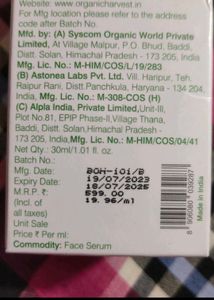 www.organicharvest.in
For Mfg location please refer to the address
code after Batch No.
Mfd. by: (A) Syscom Organic World Private
Limited, At Village Malpur, P.O. Bhud, Baddi,
Distt. Solan, Himachal Pradesh -
173 205, India
Mfg. Lic. No.: M-HIM/COS/L/19/283
(B) Astonea Labs Pvt. Ltd. Vill. Haripur, Teh.
Raipur Rani, Distt Panchkula, Haryana - 134
204, India
Mfg. Lic. No.: M-308-COS (H)
(C) Alpla India, Private Limited, Unit-III,
Plot No.81, EPIP Phase-II, Village Thana,
Baddi, Distt. Solan, Himachal Pradesh -
173 205, India
Mfg. Lic. No.: M-HIM/COS/04/41
Net Vol: 30ml/1.01 fl. oz.
Batch No.: BOH-i01/B
Mfg. Date: 19/07/2023
Expiry Date: 18/07/2025
M.R.P. ₹ 599.00
(Incl. of 19.96/ml
all taxes)
Unit Sale
Price ₹ Per ml:
Commodity: Face Serum
8 906080 039287